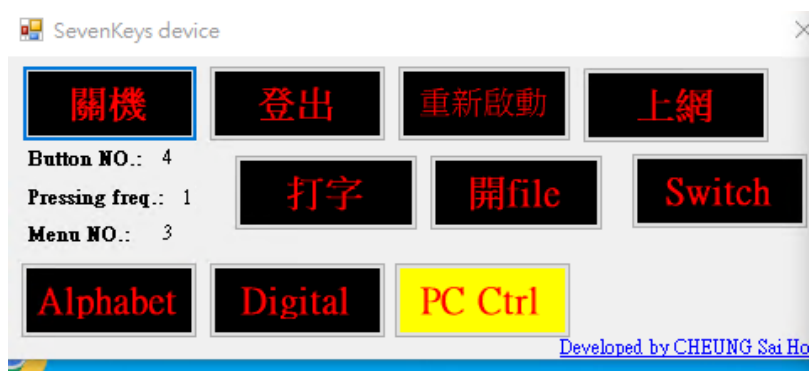 SevenKeys device
關機 登出 重新啟動 上網
Button NO.: 4
Pressing freq.: 1
Menu NO.: 3
打字 開file Switch
Alphabet Digital PC Ctrl
Developed by CHEUNG Sai Ho